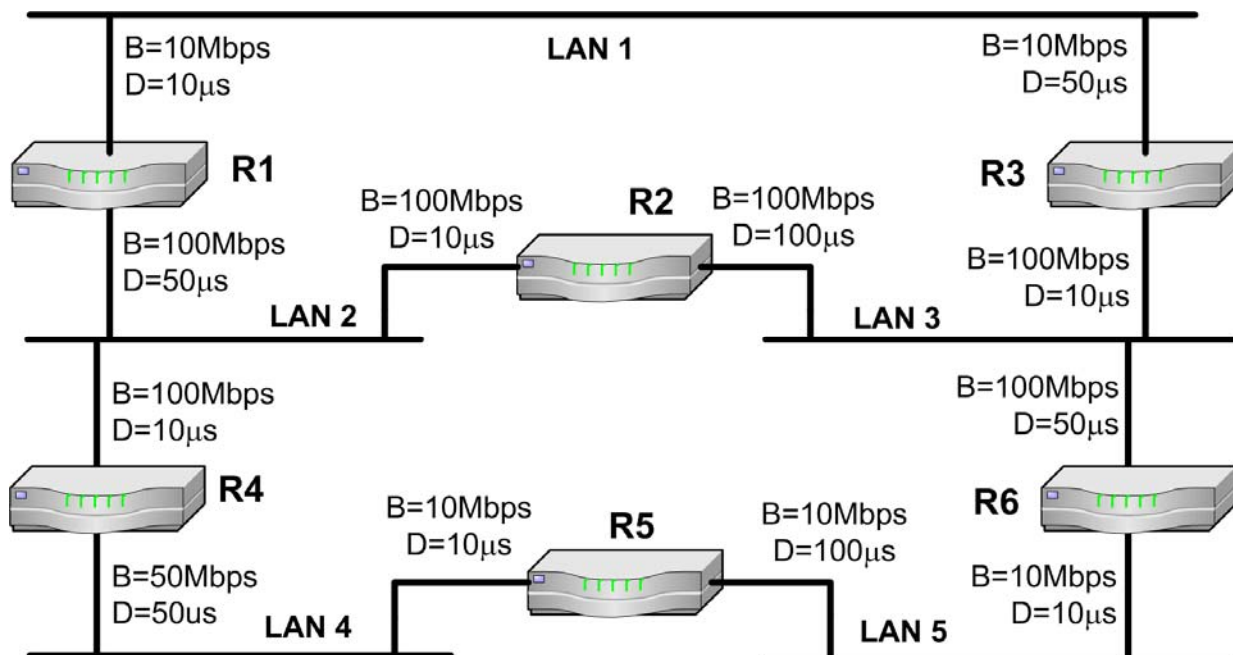 B=10Mbps
D=10μs
LAN 1
B=10Mbps
D=50μs
R1
R3
B=100Mbps
D=50μs
B=100Mbps
D=10μs
R2
B=100Mbps
D=100μs
B=100Mbps
D=10μs
LAN 2
LAN 3
B=100Mbps
D=10μs
B=100Mbps
D=50μs
R4
R6
B=10Mbps
D=10μs
R5
B=10Mbps
D=100μs
B=50Mbps
D=50us
B=10Mbps
D=10μs
LAN 4
LAN 5